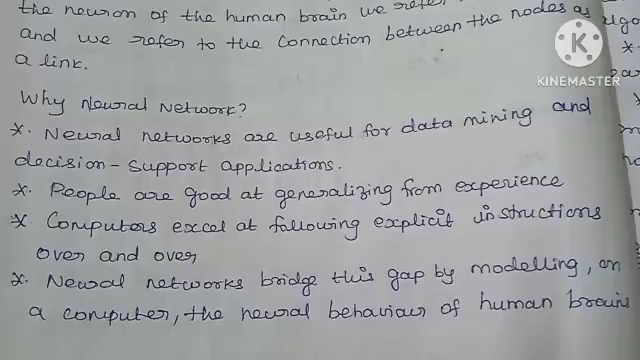 the neuron of the human brain we refer
and we refer to the connection between the nodes as
a link.
KINEMASTER
Why Neural Network?
*. Neural networks are useful for data mining and
decision - support applications.
*. People are good at generalizing from experience
* Computers excel at following explicit instructions
over and over
*. Neural networks bridge this gap by modelling, on
a computer, the neural behaviour of human brains